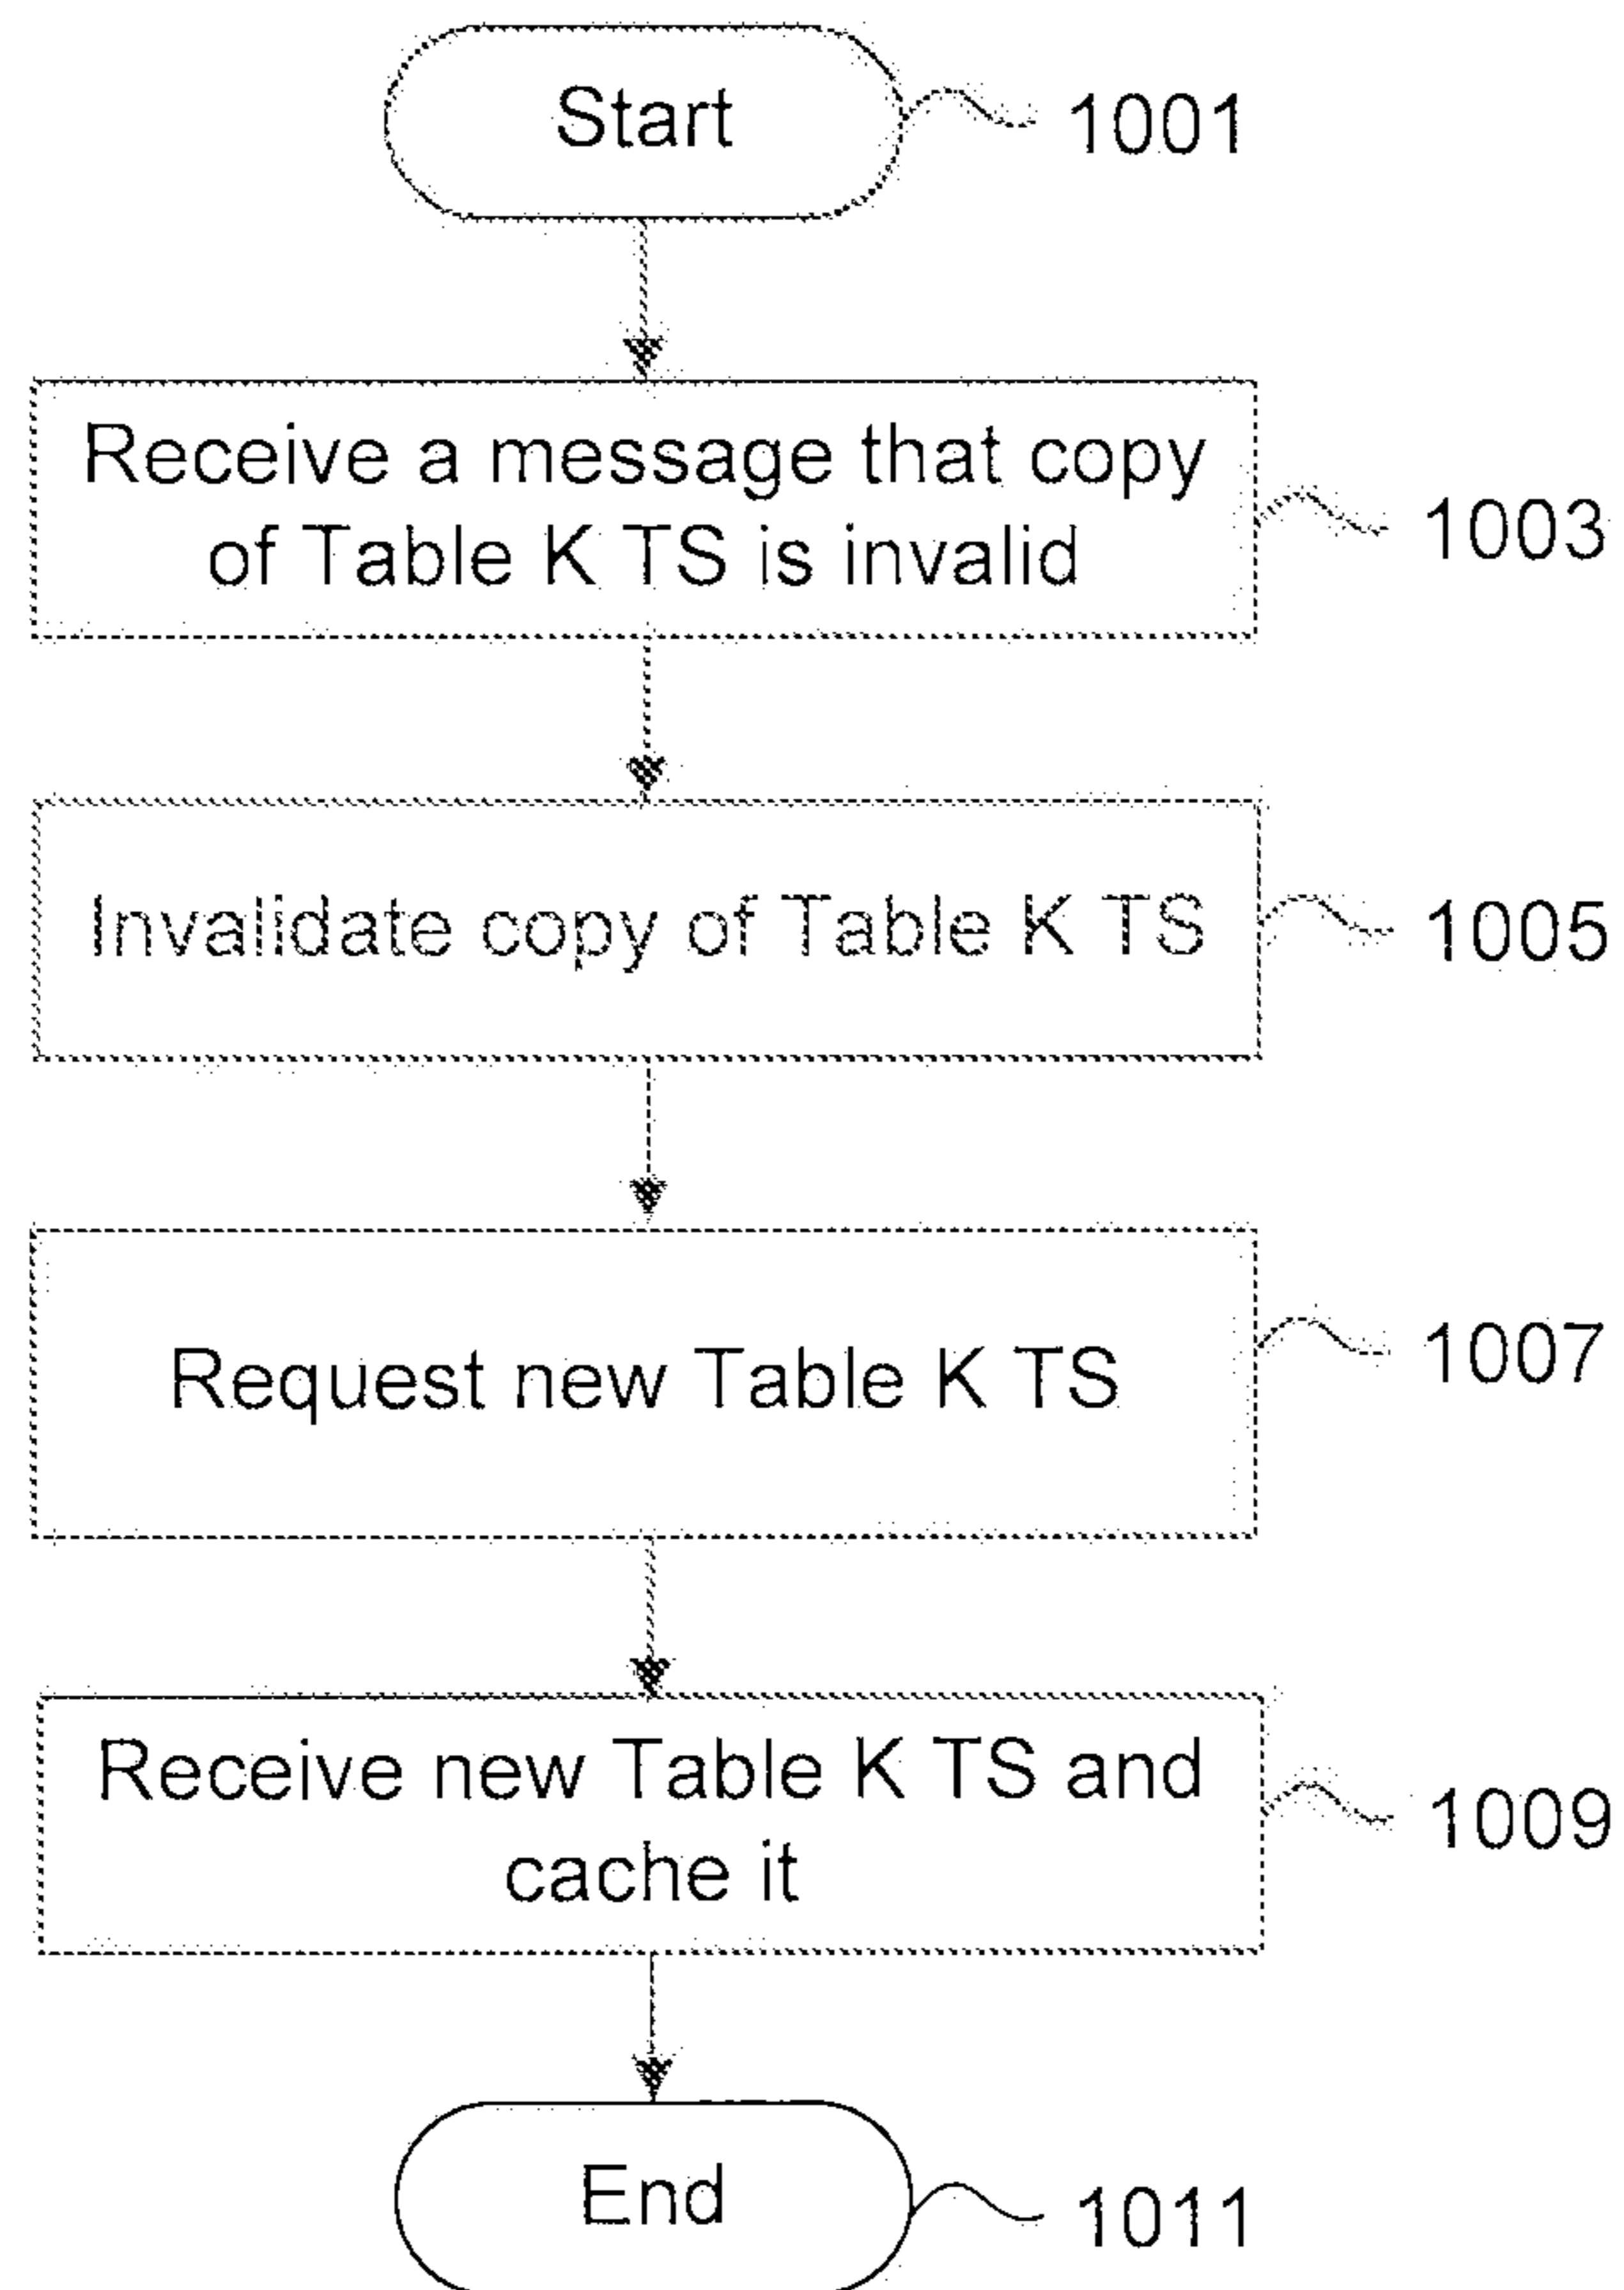 Start
1001
Receive a message that copy
of Table K TS is invalid
1003
Invalidate copy of Table K TS
1005
Request new Table K TS
1007
Receive new Table K TS and
cache it
1009
End
1011